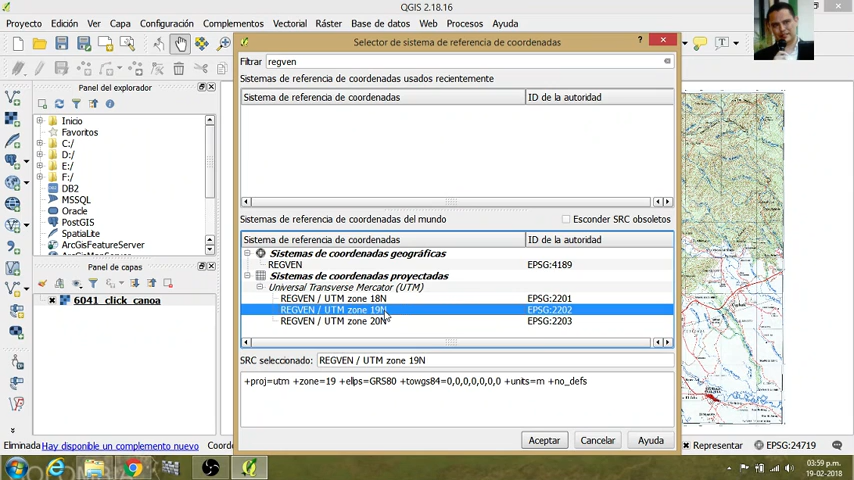 QGIS 2.18.16
Proyecto Edición Ver Capa Configuración Complementos Vectorial Ráster Base de datos Web Procesos Ayuda
Selector de sistema de referencia de coordenadas
Filtrar regven
Sistemas de referencia de coordenadas usados recientemente
Sistema de referencia de coordenadas ID de la autoridad
Panel del explorador
Inicio
Favoritos
C:/
D:/
E:/
F:/
DB2
MSSQL
Oracle
PostGIS
SpatiaLite
ArcGisFeatureServer
ArcGisMapServer
Panel de capas
6041_click_canoa
Sistemas de referencia de coordenadas del mundo Esconder SRC obsoletos
Sistema de referencia de coordenadas ID de la autoridad
Sistemas de coordenadas geográficas
REGVEN EPSG:4189
Sistemas de coordenadas proyectadas
Universal Transverse Mercator (UTM)
REGVEN / UTM zone 18N EPSG:2201
REGVEN / UTM zone 19N EPSG:2202
REGVEN / UTM zone 20N EPSG:2203
SRC seleccionado: REGVEN / UTM zone 19N
+proj=utm +zone=19 +ellps=GRS80 +towgs84=0,0,0,0,0,0,0 +units=m +no_defs
Aceptar Cancelar Ayuda
Eliminada Hay disponible un complemento nuevo Coorde Representar EPSG:24719
03:59 p.m.
19-02-2018